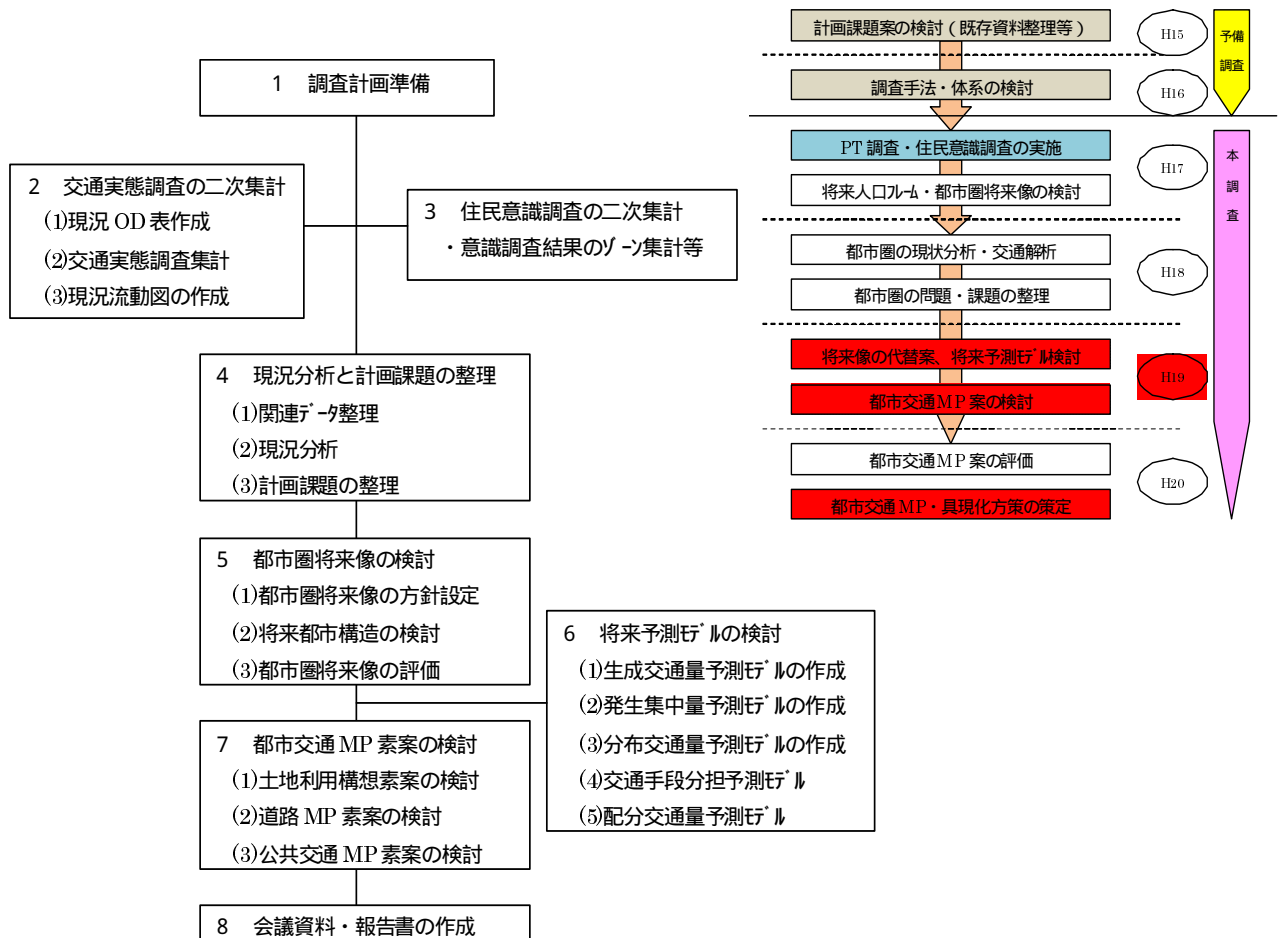 1 調査計画準備
2 交通実態調査の二次集計
(1)現況 OD 表作成
(2)交通実態調査集計
(3)現況流動図の作成
3 住民意識調査の二次集計
・意識調査結果のｿﾞｰﾝ集計等
4 現況分析と計画課題の整理
(1)関連ﾃﾞｰﾀ整理
(2)現況分析
(3)計画課題の整理
5 都市圏将来像の検討
(1)都市圏将来像の方針設定
(2)将来都市構造の検討
(3)都市圏将来像の評価
6 将来予測ﾓﾃﾞﾙの検討
(1)生成交通量予測ﾓﾃﾞﾙの作成
(2)発生集中量予測ﾓﾃﾞﾙの作成
(3)分布交通量予測ﾓﾃﾞﾙの作成
(4)交通手段分担予測ﾓﾃﾞﾙ
(5)配分交通量予測ﾓﾃﾞﾙ
7 都市交通 MP 素案の検討
(1)土地利用構想素案の検討
(2)道路 MP 素案の検討
(3)公共交通 MP 素案の検討
8 会議資料・報告書の作成
計画課題案の検討（既存資料整理等）
H15
予備
調査
調査手法・体系の検討
H16
PT 調査・住民意識調査の実施
H17
本
調
査
将来人口ﾌﾚｰﾑ・都市圏将来像の検討
都市圏の現状分析・交通解析
H18
都市圏の問題・課題の整理
将来像の代替案、将来予測ﾓﾃﾞﾙ検討
H19
都市交通ＭＰ案の検討
都市交通ＭＰ案の評価
H20
都市交通 MP・具現化方策の策定